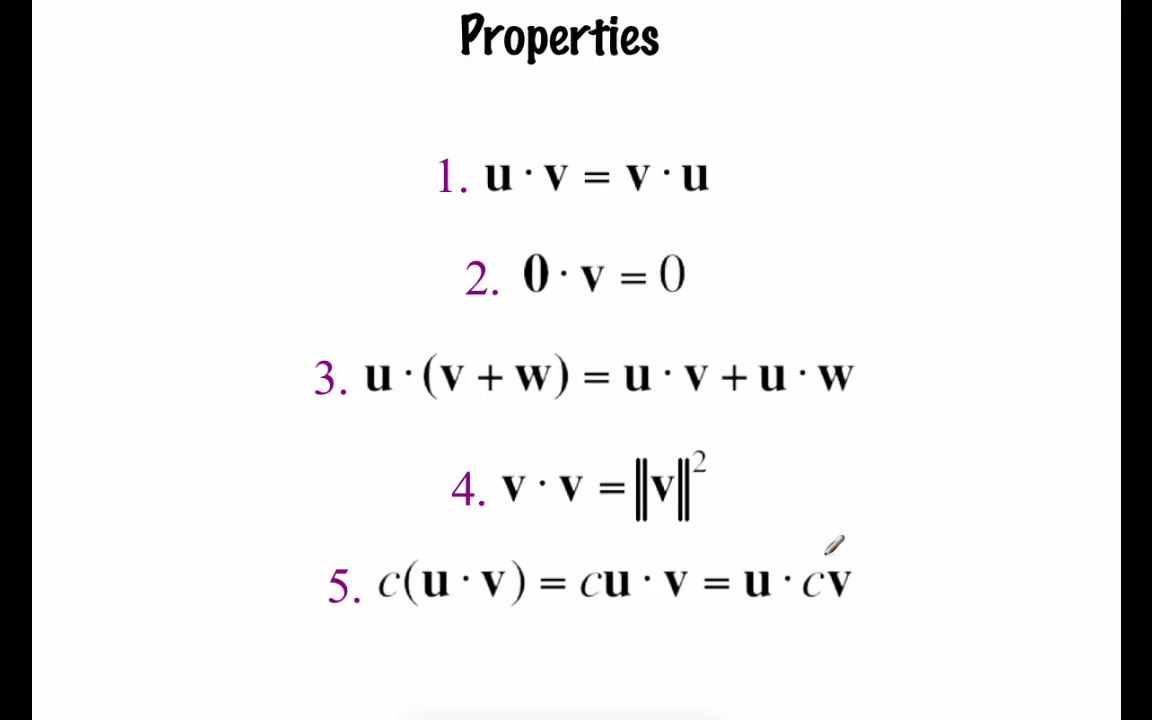 Properties
1. u · v = v · u
2. 0 · v = 0
3. u · (v + w) = u · v + u · w
4. v · v = ‖v‖²
5. c(u · v) = cu · v = u · cv